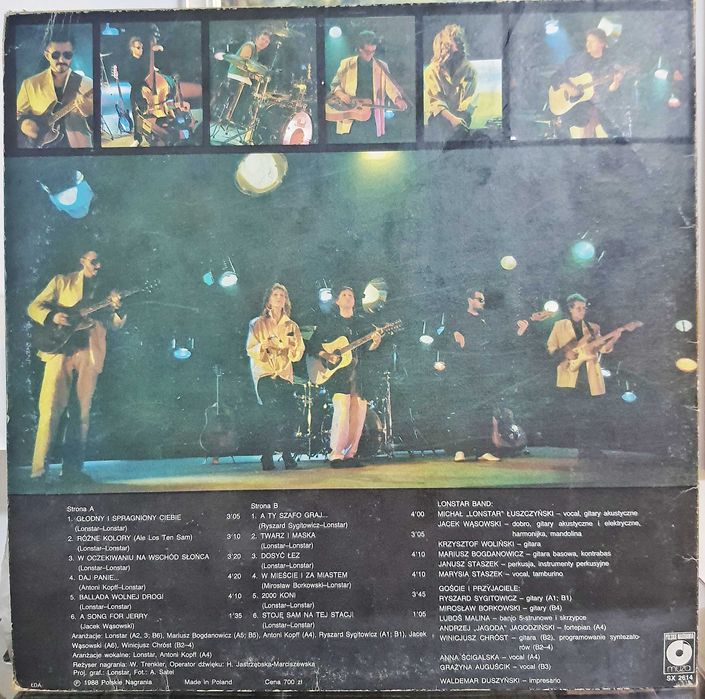 Strona A
1. GŁODNY I SPRAGNIONY CIEBIE 3'05
(Lonstar–Lonstar)
2. RÓŻNE KOLORY (Ale Los Ten Sam) 3'10
(Lonstar–Lonstar)
3. W OCZEKIWANIU NA WSCHÓD SŁOŃCA 3'20
(Lonstar–Lonstar)
4. DAJ PANIE... 4'20
(Antoni Kopff–Lonstar)
5. BALLADA WOLNEJ DROGI 4'10
(Lonstar–Lonstar)
6. A SONG FOR JERRY 1'35
(Jacek Wąsowski)
Strona B
1. A TY SZAFO GRAJ... 4'00
(Ryszard Sygitowicz–Lonstar)
2. TWARZ I MASKA 3'05
(Lonstar–Lonstar)
3. DOSYĆ ŁEZ 4'10
(Lonstar–Lonstar)
4. W MIEŚCIE I ZA MIASTEM 4'10
(Mirosław Borkowski–Lonstar)
5. 2000 KONI 3'45
(Lonstar–Lonstar)
6. STOJĘ SAM NA TEJ STACJI 1'05
(Lonstar–Lonstar)
Aranżacje: Lonstar (A2, 3; B6), Mariusz Bogdanowicz (A5; B5), Antoni Kopff (A4), Ryszard Sygitowicz (A1; B1), Jacek
Wąsowski (A6), Winicjusz Chróst (B2–4)
Reżyser nagrania: W. Trenkler, Operator dźwięku: H. Jastrzębska-Marciszewska
Proj. graf.: Lonstar, Fot.: A. Satel
Ⓟ 1988 Polskie Nagrania Made in Poland Cena 700 zł
ŁDA
LONSTAR BAND:
MICHAŁ „LONSTAR" ŁUSZCZYŃSKI – vocal, gitary akustyczne
JACEK WĄSOWSKI – dobro, gitary akustyczne i elektryczne,
harmonijka, mandolina
KRZYSZTOF WOLIŃSKI – gitara
MARIUSZ BOGDANOWICZ – gitara basowa, kontrabas
JANUSZ STASZEK – perkusja, instrumenty perkusyjne
MARYSIA STASZEK – vocal, tamburino
GOŚCIE I PRZYJACIELE:
RYSZARD SYGITOWICZ – gitary (A1; B1)
MIROSŁAW BORKOWSKI – gitary (B4)
LUBOŠ MALINA – banjo 5-strunowe i skrzypce
ANDRZEJ „JAGODA" JAGODZIŃSKI – fortepian (A4)
WINICJUSZ CHRÓST – gitara (B2), programowanie syntezato-
rów (B2–4)
ANNA ŚCIGALSKA – vocal (A4)
GRAŻYNA AUGUŚCIK – vocal (B3)
WALDEMAR DUSZYŃSKI – impresario
POLSKIE NAGRANIA
muza
SX 2614